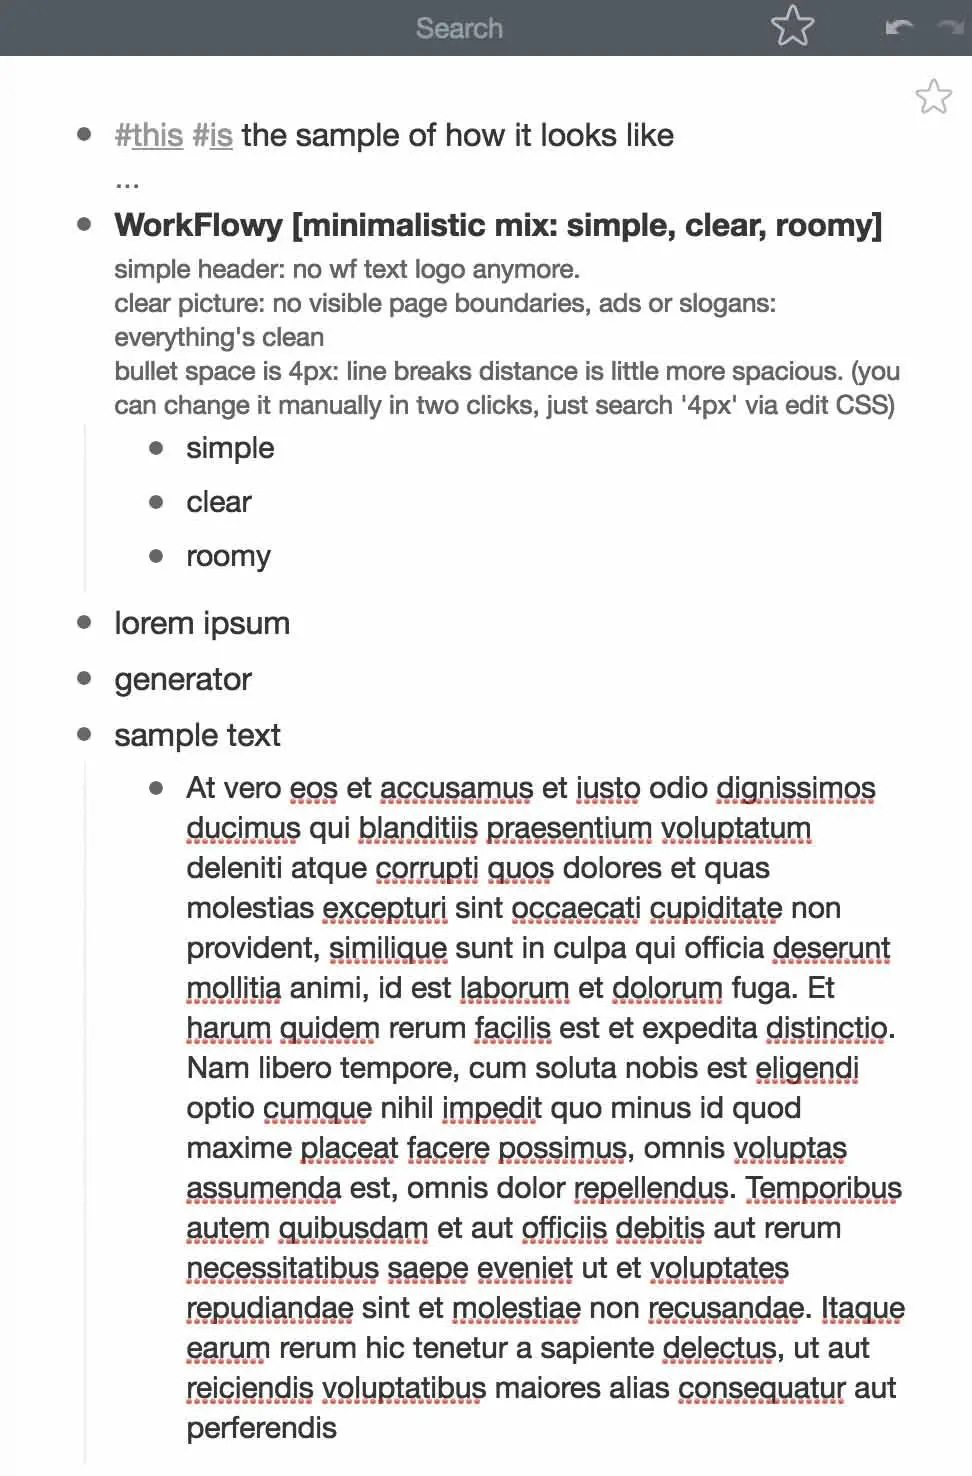 Search
#this #is the sample of how it looks like
...
WorkFlowy [minimalistic mix: simple, clear, roomy]
simple header: no wf text logo anymore.
clear picture: no visible page boundaries, ads or slogans:
everything's clean
bullet space is 4px: line breaks distance is little more spacious. (you
can change it manually in two clicks, just search '4px' via edit CSS)
simple
clear
roomy
lorem ipsum
generator
sample text
At vero eos et accusamus et iusto odio dignissimos
ducimus qui blanditiis praesentium voluptatum
deleniti atque corrupti quos dolores et quas
molestias excepturi sint occaecati cupiditate non
provident, similique sunt in culpa qui officia deserunt
mollitia animi, id est laborum et dolorum fuga. Et
harum quidem rerum facilis est et expedita distinctio.
Nam libero tempore, cum soluta nobis est eligendi
optio cumque nihil impedit quo minus id quod
maxime placeat facere possimus, omnis voluptas
assumenda est, omnis dolor repellendus. Temporibus
autem quibusdam et aut officiis debitis aut rerum
necessitatibus saepe eveniet ut et voluptates
repudiandae sint et molestiae non recusandae. Itaque
earum rerum hic tenetur a sapiente delectus, ut aut
reiciendis voluptatibus maiores alias consequatur aut
perferendis